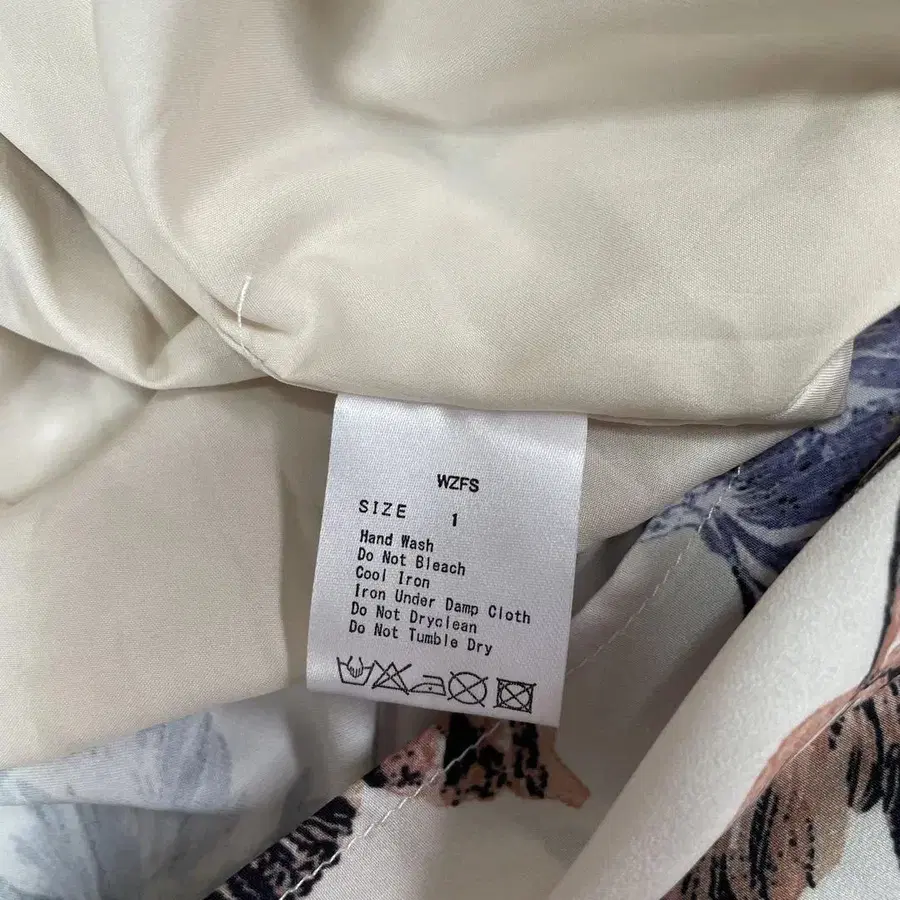 WZFS
SIZE 1
Hand Wash
Do Not Bleach
Cool Iron
Iron Under Damp Cloth
Do Not Dryclean
Do Not Tumble Dry